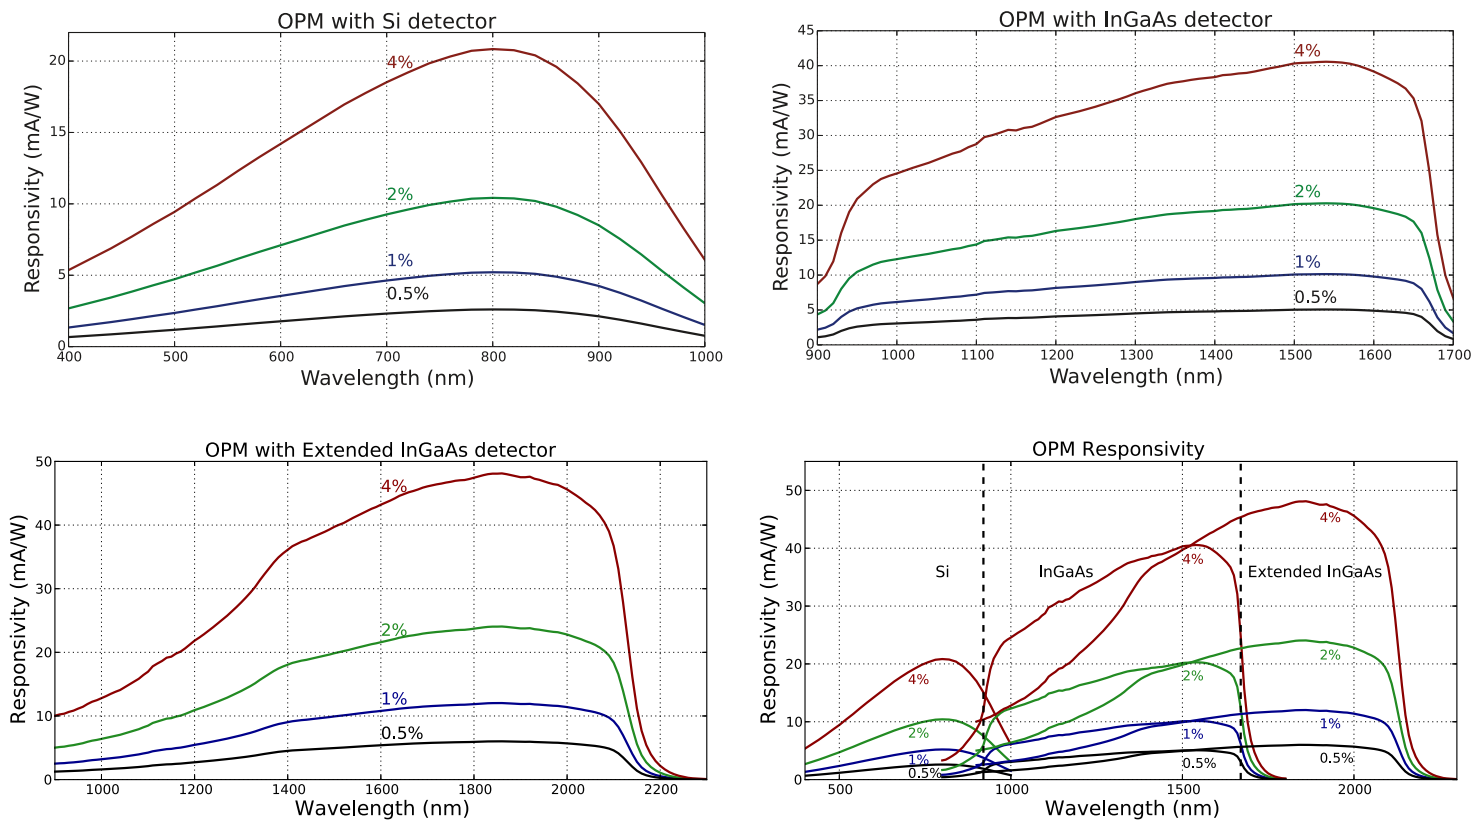 OPM with Si detector
Responsivity (mA/W)
20
15
10
5
0
4%
2%
1%
0.5%
400 500 600 700 800 900 1000
Wavelength (nm)
OPM with InGaAs detector
Responsivity (mA/W)
45
40
35
30
25
20
15
10
5
0
4%
2%
1%
0.5%
900 1000 1100 1200 1300 1400 1500 1600 1700
Wavelength (nm)
OPM with Extended InGaAs detector
Responsivity (mA/W)
50
40
30
20
10
0
4%
2%
1%
0.5%
1000 1200 1400 1600 1800 2000 2200
Wavelength (nm)
OPM Responsivity
Responsivity (mA/W)
50
40
30
20
10
0
Si InGaAs Extended InGaAs
4% 4% 4%
2% 2% 2%
1% 1% 1%
0.5% 0.5% 0.5%
500 1000 1500 2000
Wavelength (nm)